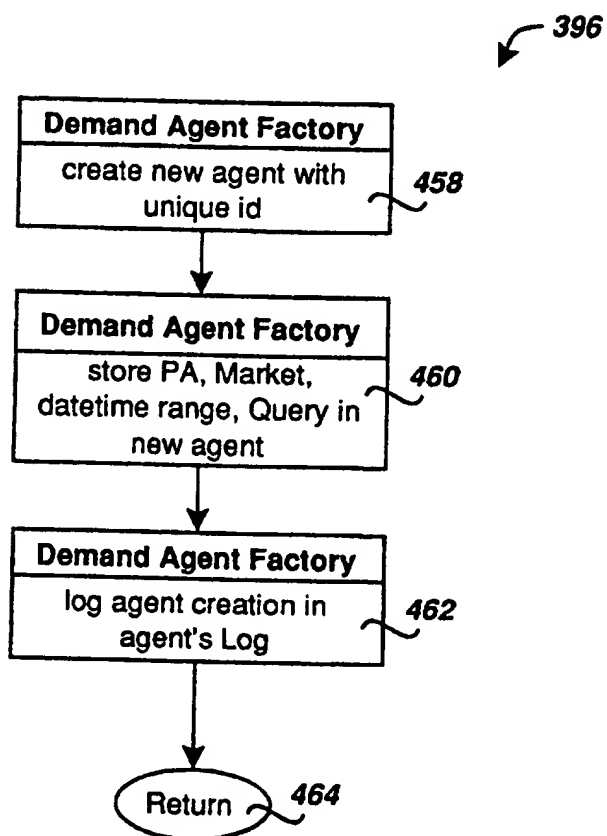 396
Demand Agent Factory
create new agent with
unique id
458
Demand Agent Factory
store PA, Market,
datetime range, Query in
new agent
460
Demand Agent Factory
log agent creation in
agent's Log
462
Return
464